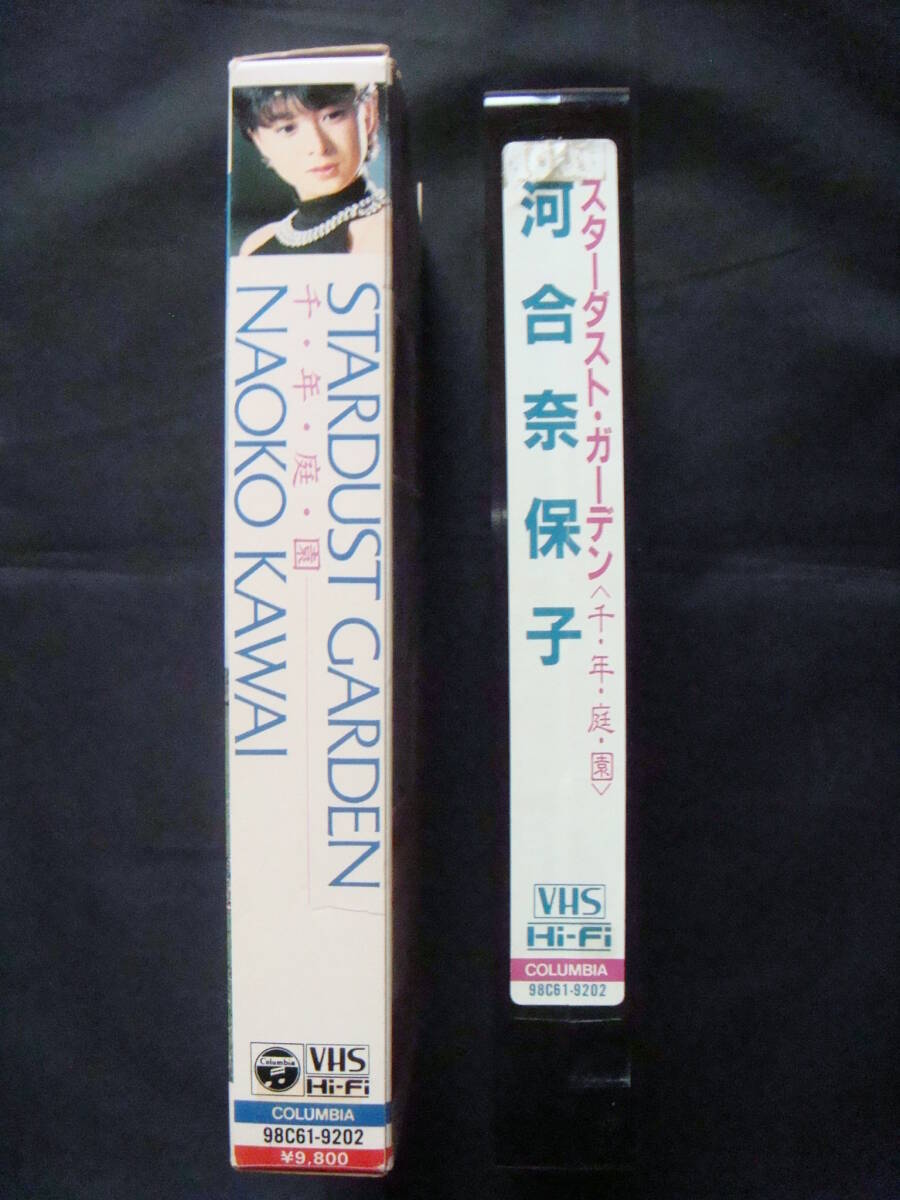 STARDUST GARDEN
千・年・庭・園
NAOKO KAWAI
Columbia
VHS
Hi-Fi
COLUMBIA
98C61-9202
¥9,800
スターダスト・ガーデン〈千・年・庭・園〉
河合奈保子
VHS
Hi-Fi
COLUMBIA
98C61-9202